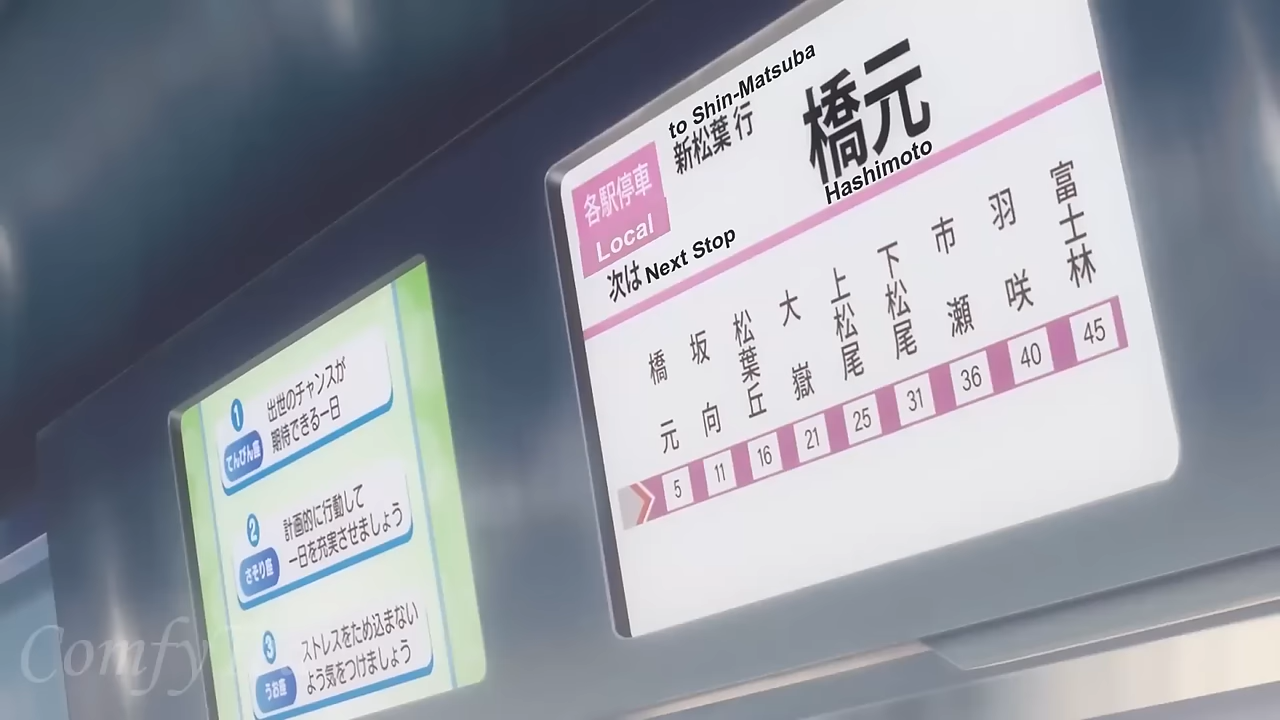 to Shin-Matsuba
新松葉行
橋元
Hashimoto
各駅停車
Local
次は Next Stop
橋元
坂向
松葉丘
大嶽
上松尾
下松尾
市瀬
羽咲
富士林
5 11 16 21 25 31 36 40 45
1
てんびん座
出世のチャンスが
期待できる一日
2
さそり座
計画的に行動して
一日を充実させましょう
3
うお座
ストレスをため込まない
よう気をつけましょう
Comfy